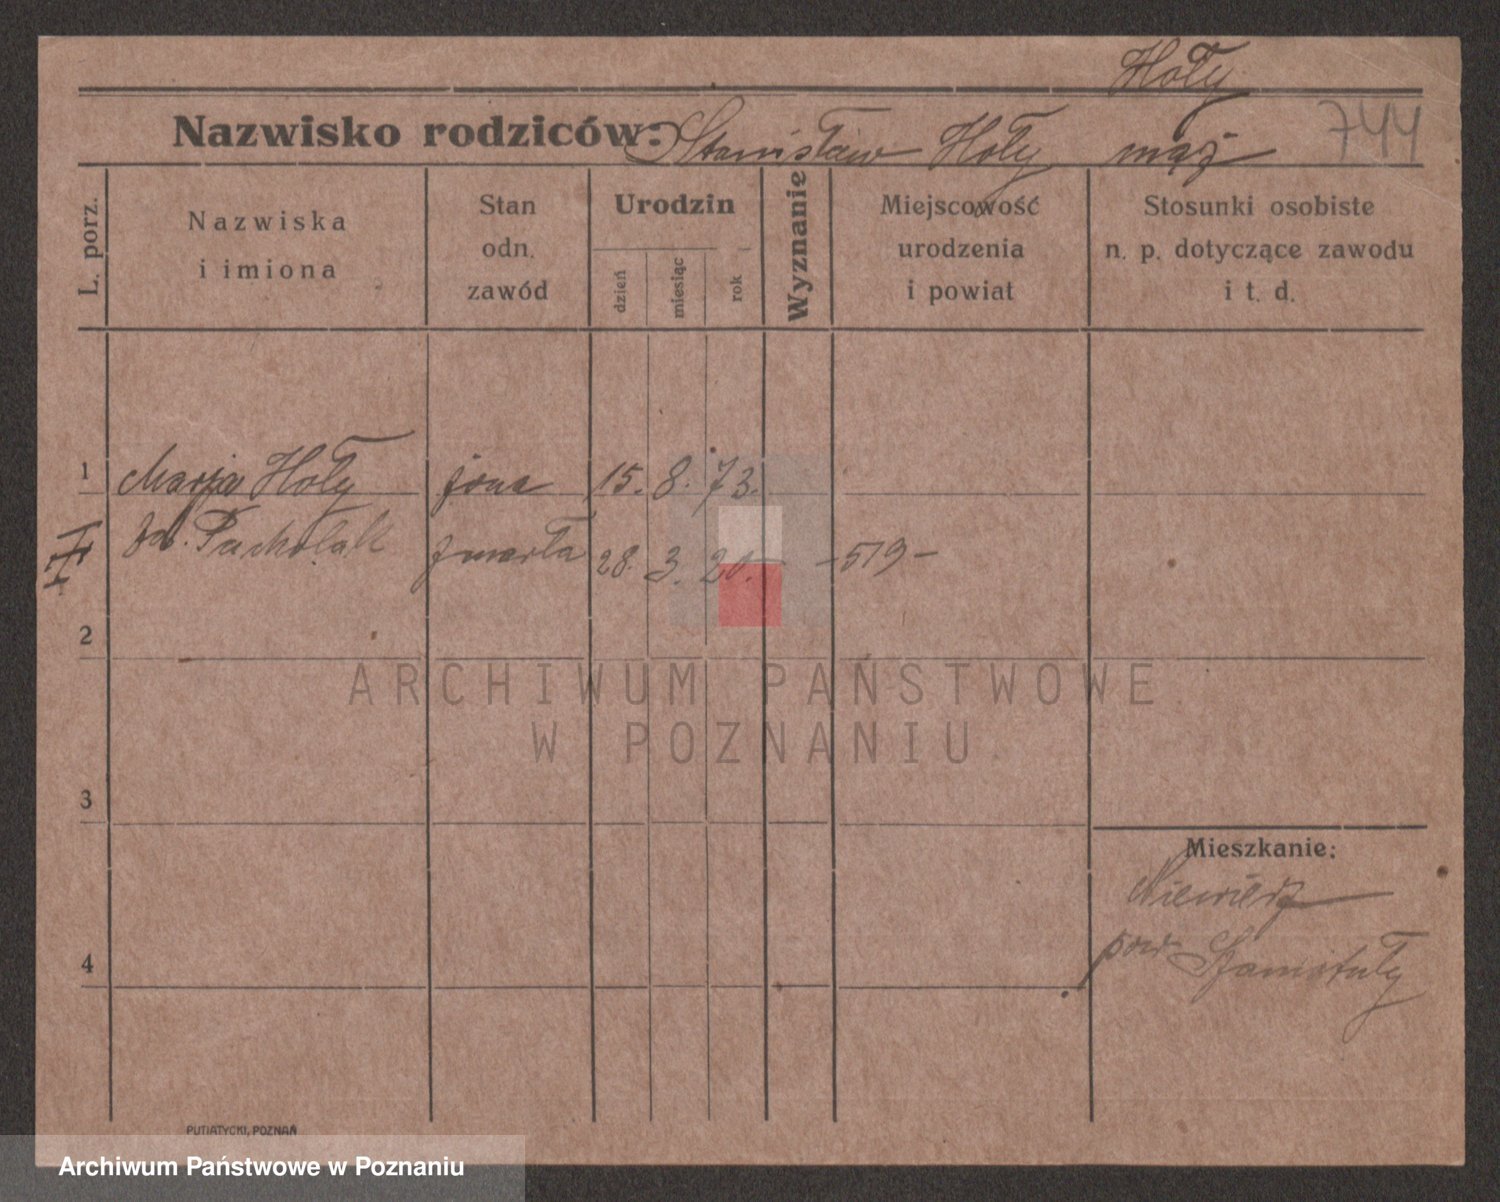 Hoły
Nazwisko rodziców: Stanisław Hoły mąż 744
L. porz.
Nazwiska
i imiona
Stan
odn.
zawód
Urodzin
dzień
miesiąc
rok
Wyznanie
Miejscowość
urodzenia
i powiat
Stosunki osobiste
n. p. dotyczące zawodu
i t. d.
1 Marja Hoły żona 15. 8. 73.
zd. Pachołak zmarła 28. 3. 20. - 519 -
2
ARCHIWUM PAŃSTWOWE
W POZNANIU
3
Mieszkanie:
Niewierz
pow. Szamotuły
4
PUTIATYCKI, POZNAŃ
Archiwum Państwowe w Poznaniu